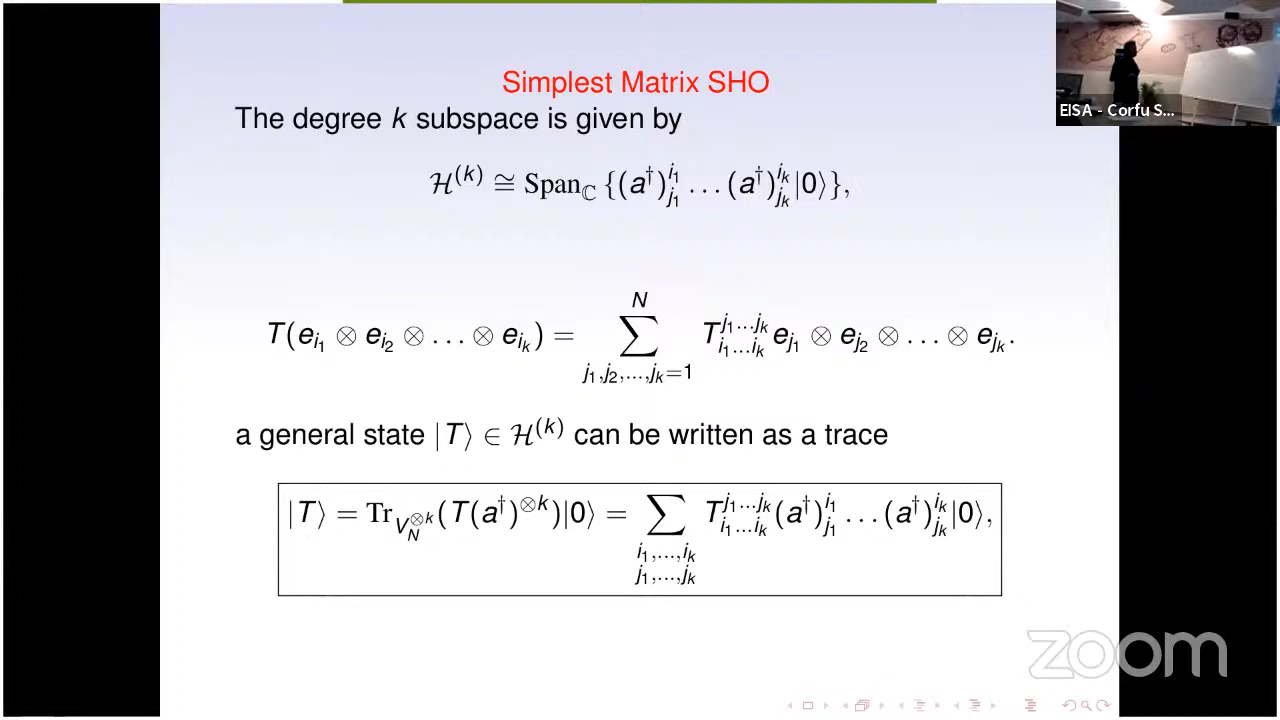 Simplest Matrix SHO
The degree k subspace is given by
ℋ^(k) ≅ Span_ℂ {(a†)^{i_1}_{j_1} … (a†)^{i_k}_{j_k}|0⟩},
T(e_{i_1} ⊗ e_{i_2} ⊗ … ⊗ e_{i_k}) = ∑_{j_1,j_2,…,j_k=1}^{N} T^{j_1…j_k}_{i_1…i_k} e_{j_1} ⊗ e_{j_2} ⊗ … ⊗ e_{j_k}.
a general state |T⟩ ∈ ℋ^(k) can be written as a trace
|T⟩ = Tr_{V_N^{⊗k}}(T(a†)^{⊗k})|0⟩ = ∑_{i_1,…,i_k j_1,…,j_k} T^{j_1…j_k}_{i_1…i_k}(a†)^{i_1}_{j_1} … (a†)^{i_k}_{j_k}|0⟩,
EISA - Corfu S...
zoom